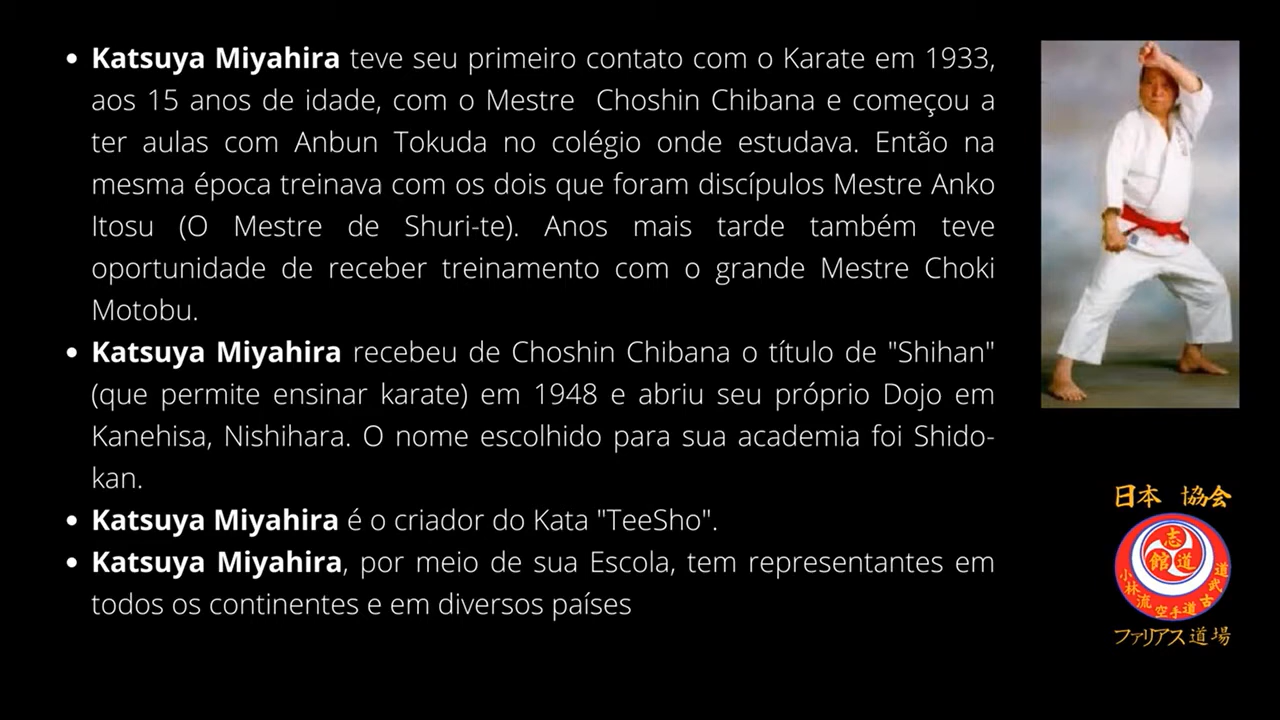 • Katsuya Miyahira teve seu primeiro contato com o Karate em 1933,
aos 15 anos de idade, com o Mestre Choshin Chibana e começou a
ter aulas com Anbun Tokuda no colégio onde estudava. Então na
mesma época treinava com os dois que foram discípulos Mestre Anko
Itosu (O Mestre de Shuri-te). Anos mais tarde também teve
oportunidade de receber treinamento com o grande Mestre Choki
Motobu.
• Katsuya Miyahira recebeu de Choshin Chibana o título de "Shihan"
(que permite ensinar karate) em 1948 e abriu seu próprio Dojo em
Kanehisa, Nishihara. O nome escolhido para sua academia foi Shido-
kan.
• Katsuya Miyahira é o criador do Kata "TeeSho".
• Katsuya Miyahira, por meio de sua Escola, tem representantes em
todos os continentes e em diversos países
日本 協会
志
館道
小林流空手道古武道
ファリアス道場